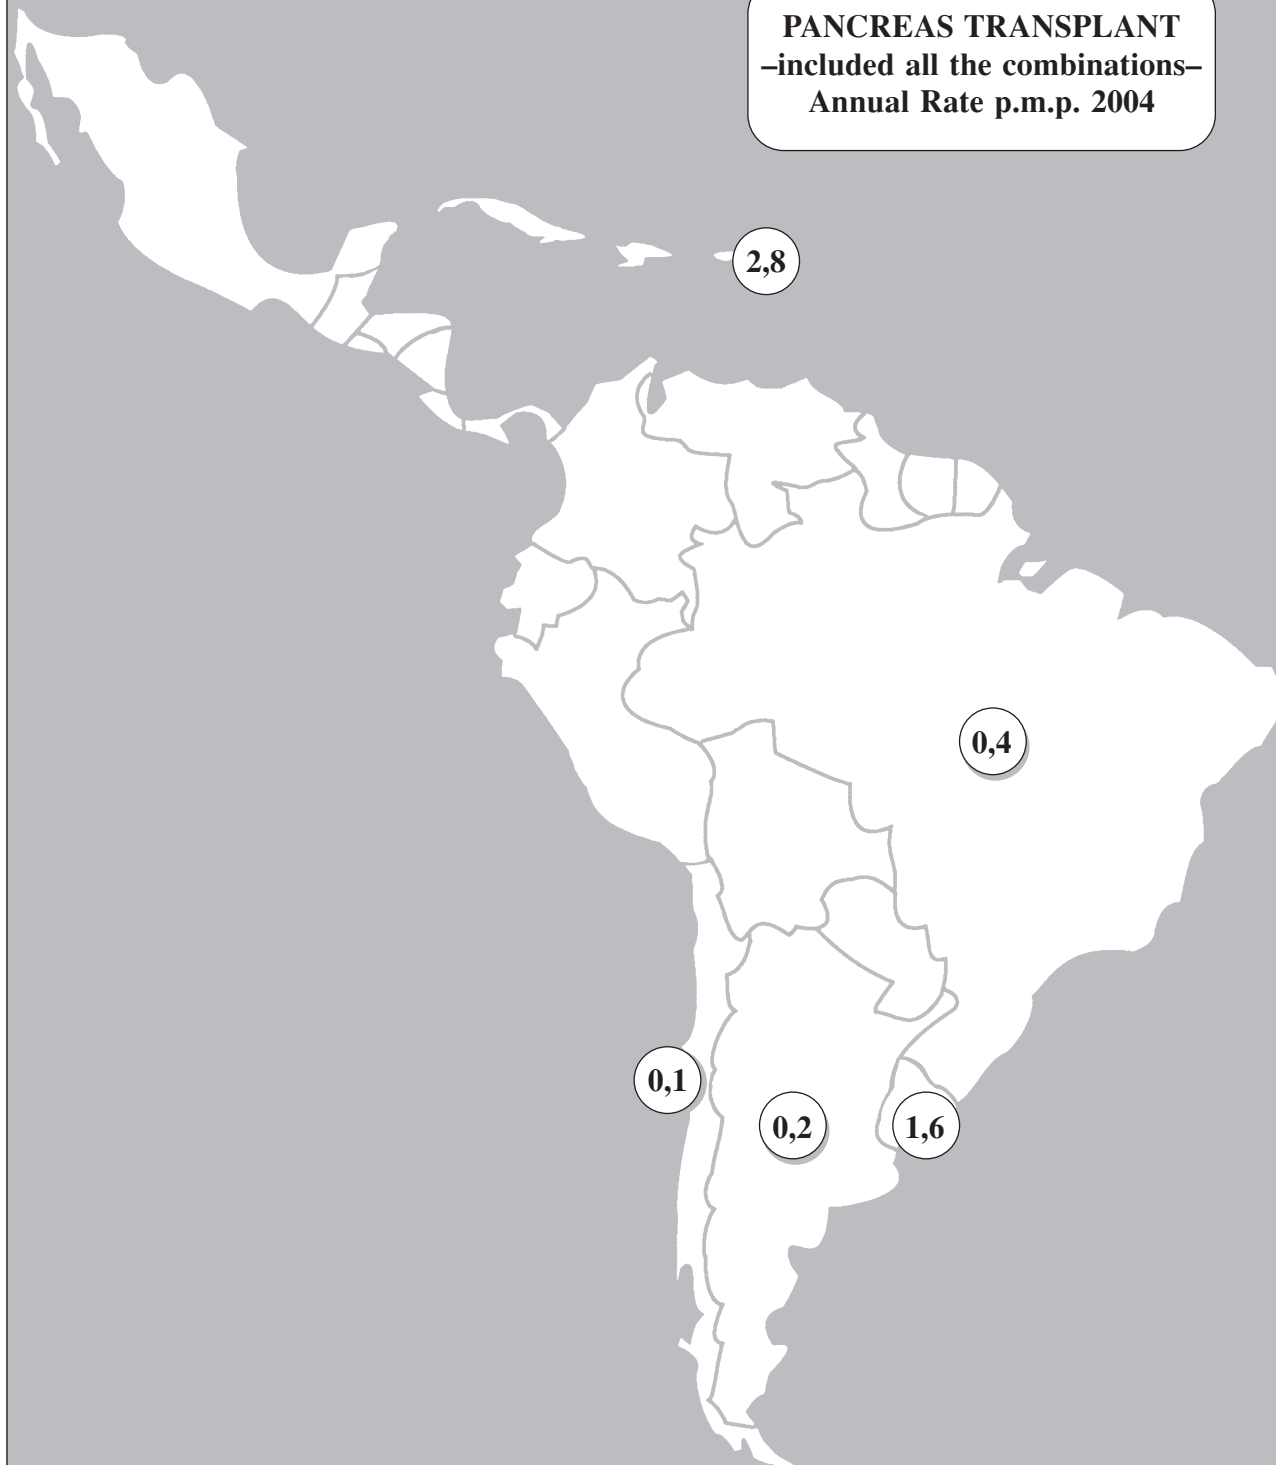 PANCREAS TRANSPLANT
–included all the combinations–
Annual Rate p.m.p. 2004
2,8
0,4
0,1
0,2
1,6